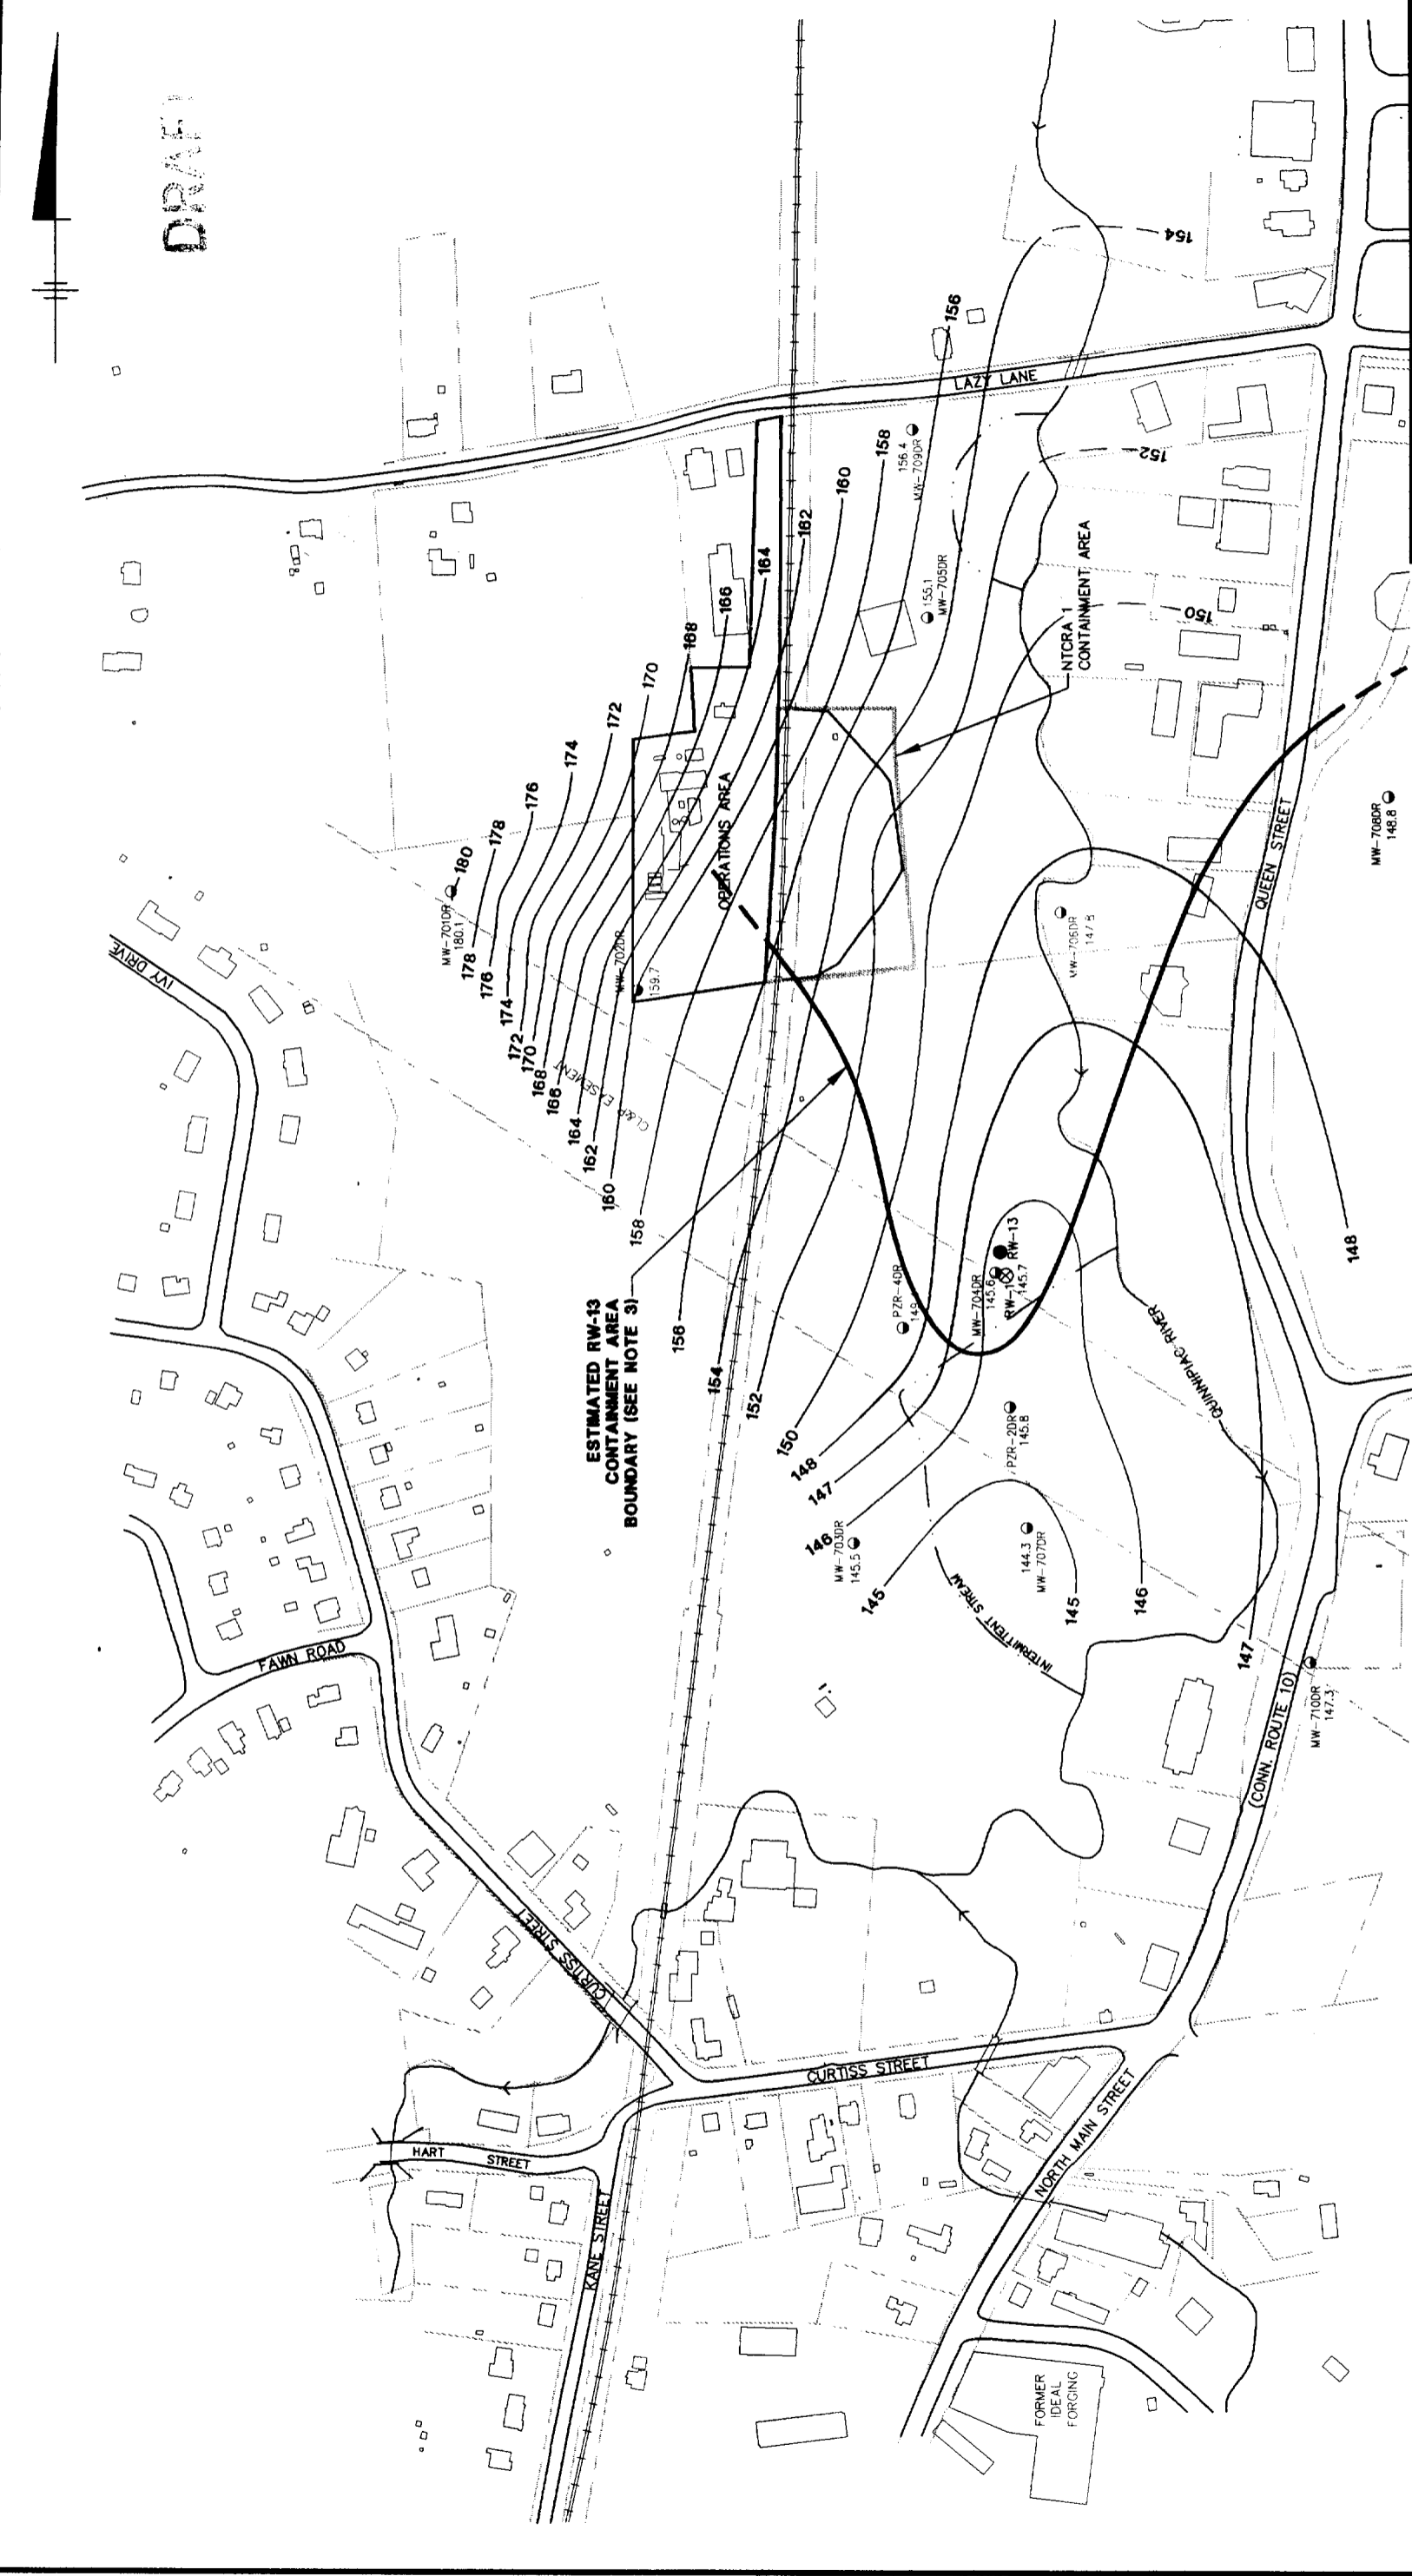 DRAFT
154
156
LAZY LANE
152
158
156.4
MW-709DR
160
162
164
166
168
170
172
174
176
178
180
155.1
MW-705DR
NTCRA 1
CONTAINMENT AREA
150
MW-701DR
180.1
OPERATIONS AREA
IVY DRIVE
178
176
174
172
170
168
166
164
162
160
158
156
154
152
150
148
147
146
145
MW-702DR
159.7
CL&P EASEMENT
QUEEN STREET
MW-708DR
148.8
MW-706DR
147.8
ESTIMATED RW-13
CONTAINMENT AREA
BOUNDARY (SEE NOTE 3)
PZR-4DR
MW-704DR
145.6
RW-13
145.7
148
QUINNIPIAC RIVER
PZR-2DR
145.8
MW-703DR
145.5
144.3
MW-707DR
145
146
147
INTERMITTENT STREAM
FAWN ROAD
(CONN. ROUTE 10)
MW-710DR
147.3
CURTISS STREET
CURTISS STREET
HART
STREET
KANE STREET
NORTH MAIN STREET
FORMER
IDEAL
FORGING